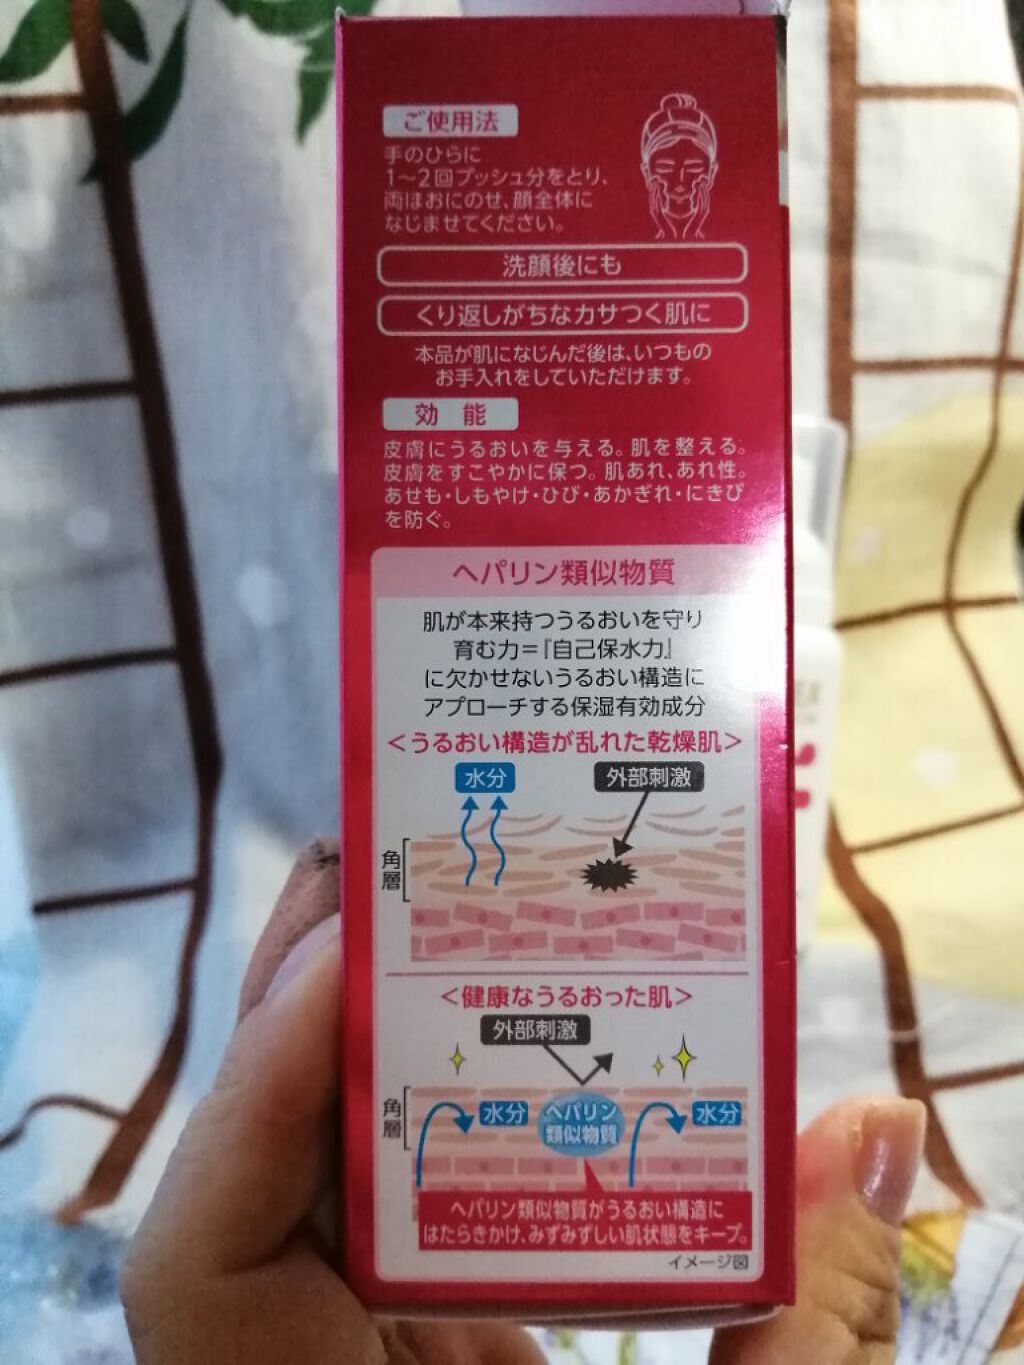 ご使用法
手のひらに
1〜2回プッシュ分をとり、
両ほおにのせ、顔全体に
なじませてください。
洗顔後にも
くり返しがちなカサつく肌に
本品が肌になじんだ後は、いつもの
お手入れをしていただけます。
効 能
皮膚にうるおいを与える。肌を整える。
皮膚をすこやかに保つ。肌あれ、あれ性。
あせも・しもやけ・ひび・あかぎれ・にきび
を防ぐ。
ヘパリン類似物質
肌が本来持つうるおいを守り
育む力=『自己保水力』
に欠かせないうるおい構造に
アプローチする保湿有効成分
<うるおい構造が乱れた乾燥肌>
水分
外部刺激
角層
<健康なうるおった肌>
外部刺激
角層
水分
ヘパリン
類似物質
水分
ヘパリン類似物質がうるおい構造に
はたらきかけ、みずみずしい肌状態をキープ。
イメージ図